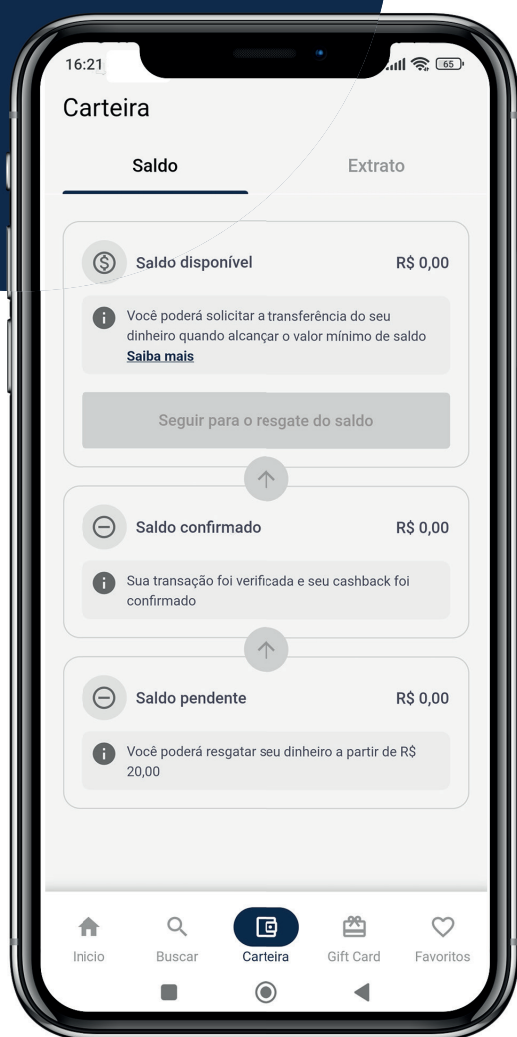 16:21
65
Carteira
Saldo
Extrato
Saldo disponível
R$ 0,00
Você poderá solicitar a transferência do seu
dinheiro quando alcançar o valor mínimo de saldo
Saiba mais
Seguir para o resgate do saldo
Saldo confirmado
R$ 0,00
Sua transação foi verificada e seu cashback foi
confirmado
Saldo pendente
R$ 0,00
Você poderá resgatar seu dinheiro a partir de R$
20,00
Inicio
Buscar
Carteira
Gift Card
Favoritos